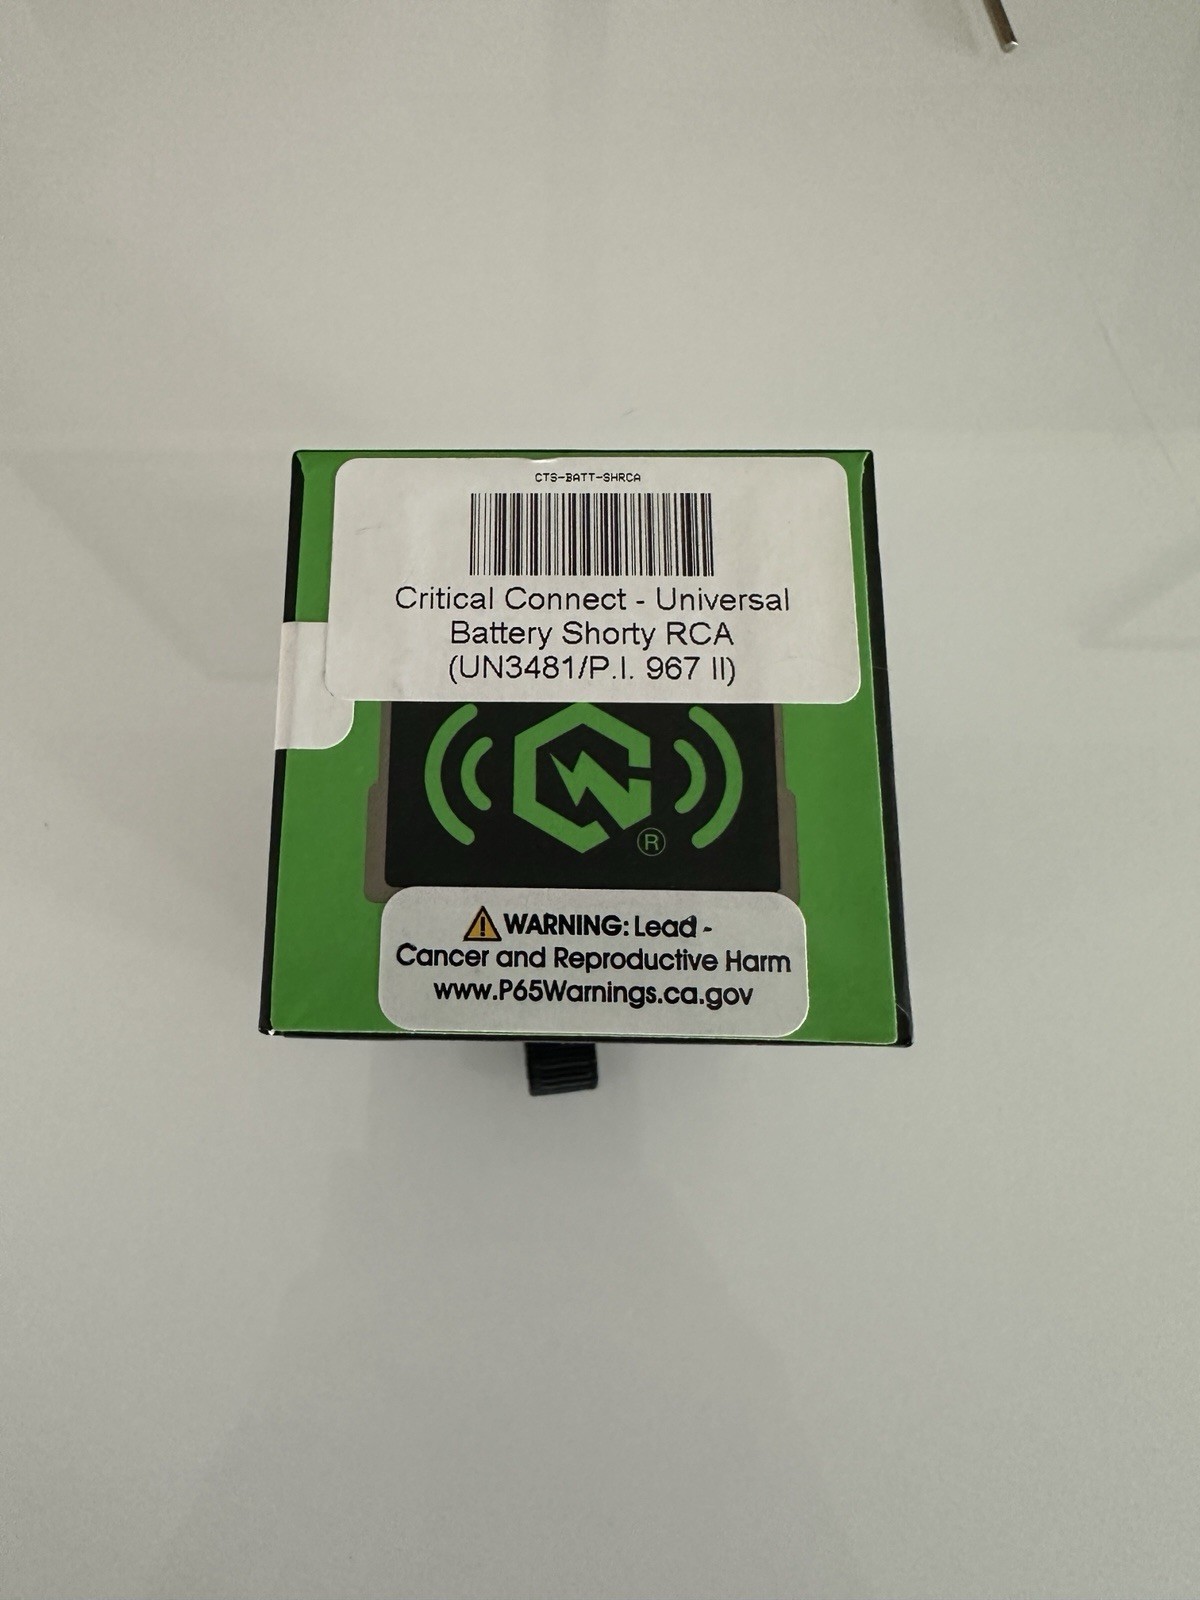 CTS-BATT-SHRCA
Critical Connect - Universal
Battery Shorty RCA
(UN3481/P.I. 967 II)
®
WARNING: Lead -
Cancer and Reproductive Harm
www.P65Warnings.ca.gov